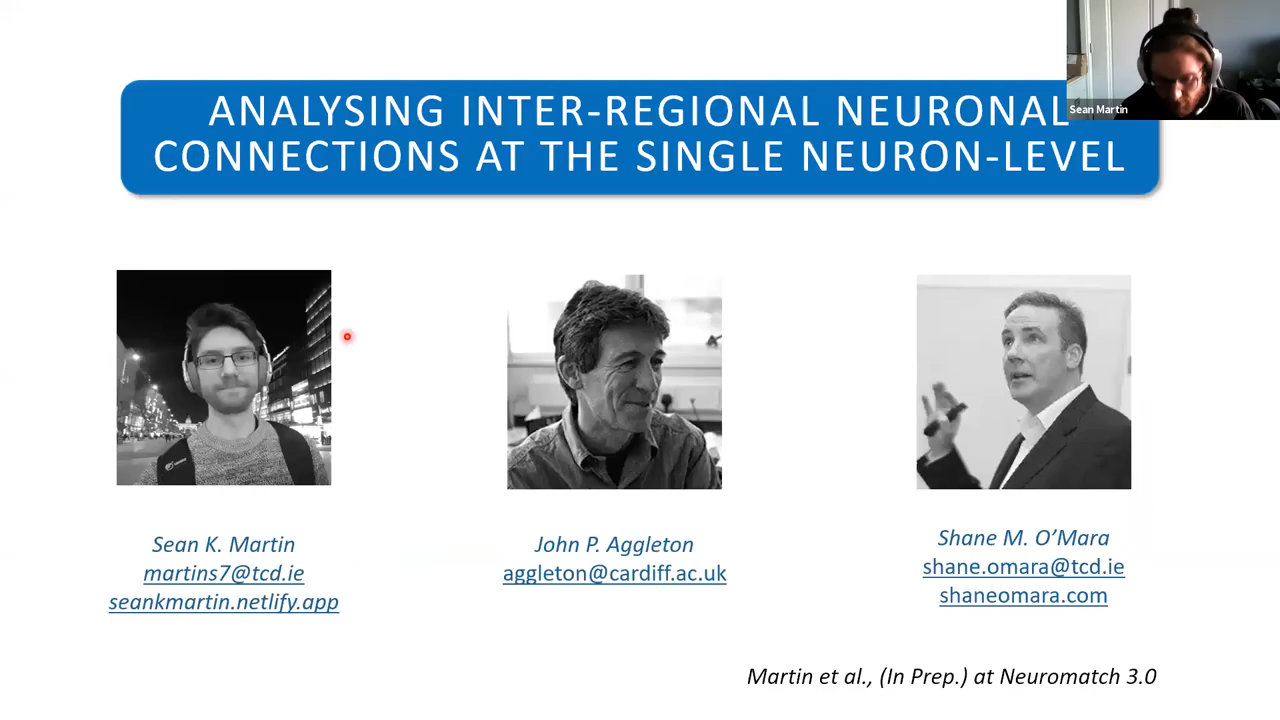 Sean Martin
ANALYSING INTER-REGIONAL NEURONAL
CONNECTIONS AT THE SINGLE NEURON-LEVEL
Sean K. Martin
martins7@tcd.ie
seankmartin.netlify.app
John P. Aggleton
aggleton@cardiff.ac.uk
Shane M. O’Mara
shane.omara@tcd.ie
shaneomara.com
Martin et al., (In Prep.) at Neuromatch 3.0